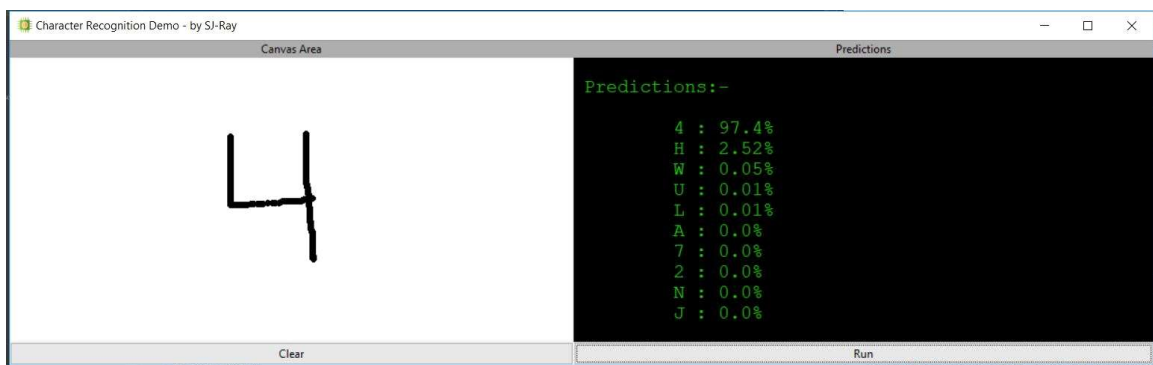 Character Recognition Demo - by SJ-Ray
Canvas Area
Predictions
4
Predictions:-
4 : 97.4%
H : 2.52%
W : 0.05%
U : 0.01%
L : 0.01%
A : 0.0%
7 : 0.0%
2 : 0.0%
N : 0.0%
J : 0.0%
Clear
Run